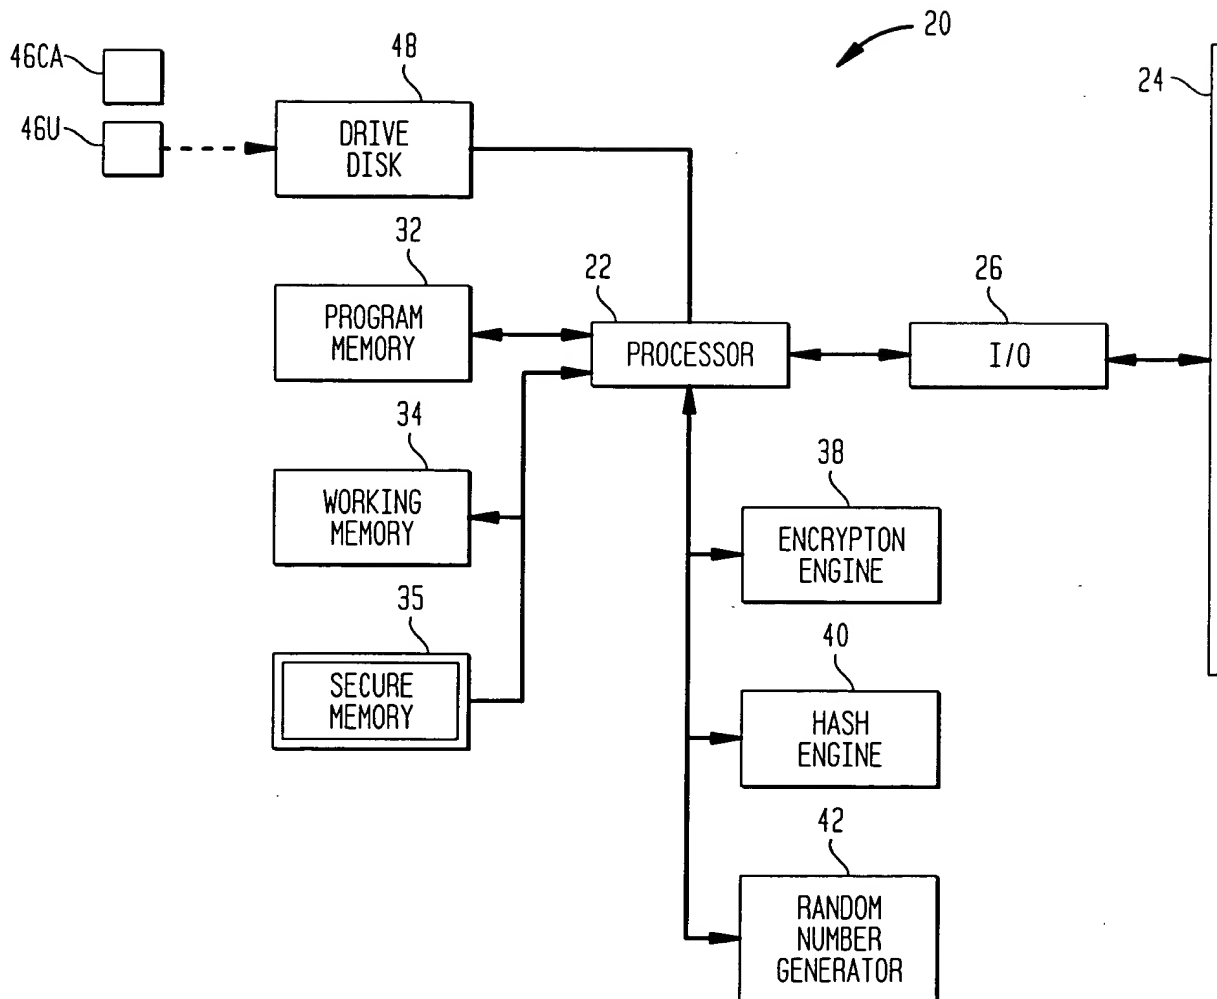 20
46CA
48
24
46U
DRIVE
DISK
32
22
26
PROGRAM
MEMORY
PROCESSOR
I/O
34
38
WORKING
MEMORY
ENCRYPTON
ENGINE
35
40
SECURE
MEMORY
HASH
ENGINE
42
RANDOM
NUMBER
GENERATOR